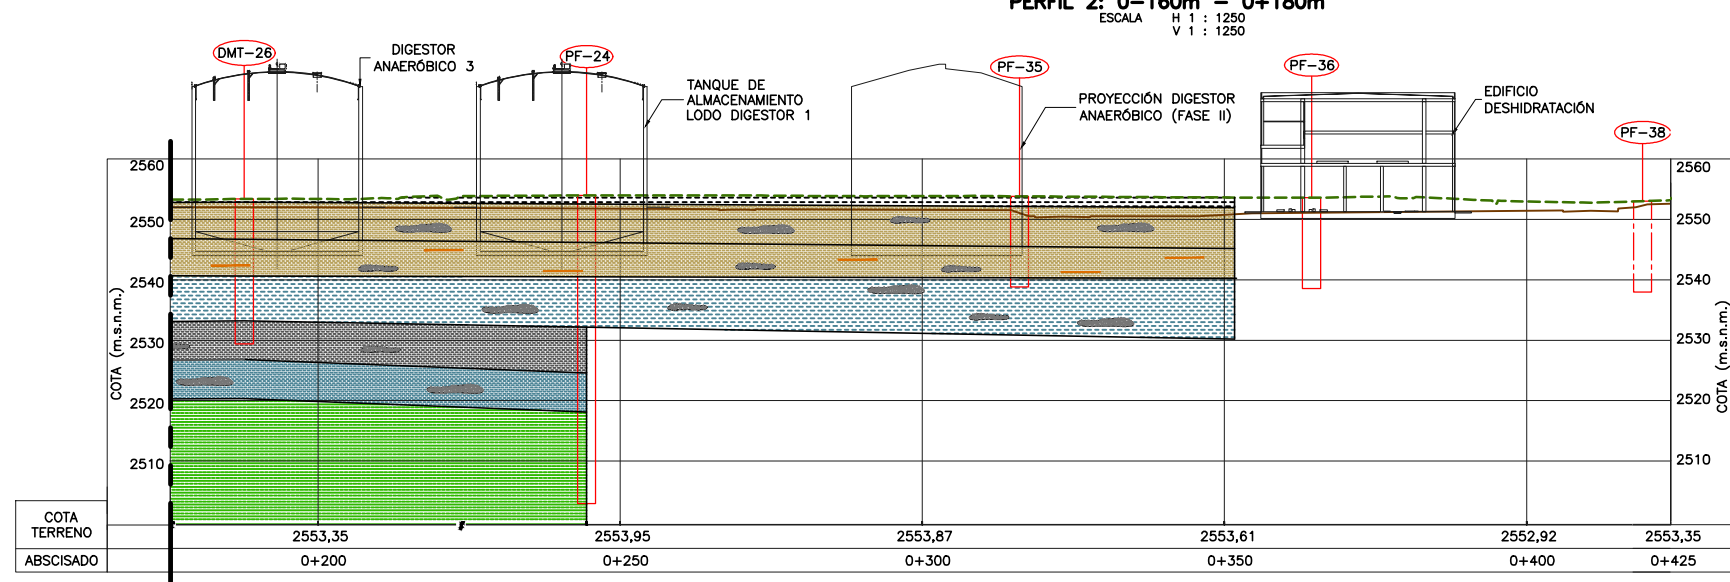 PERFIL 2: 0-160m - 0+180m
ESCALA H 1 : 1250
V 1 : 1250
DMT-26
DIGESTOR
ANAERÓBICO 3
PF-24
TANQUE DE
ALMACENAMIENTO
LODO DIGESTOR 1
PF-35
PROYECCIÓN DIGESTOR
ANAERÓBICO (FASE II)
PF-36
EDIFICIO
DESHIDRATACIÓN
PF-38
2560
2550
2540
2530
2520
2510
COTA (m.s.n.m.)
2560
2550
2540
2530
2520
2510
COTA (m.s.n.m.)
COTA
TERRENO
2553,35 2553,95 2553,87 2553,61 2552,92 2553,35
ABSCISADO 0+200 0+250 0+300 0+350 0+400 0+425